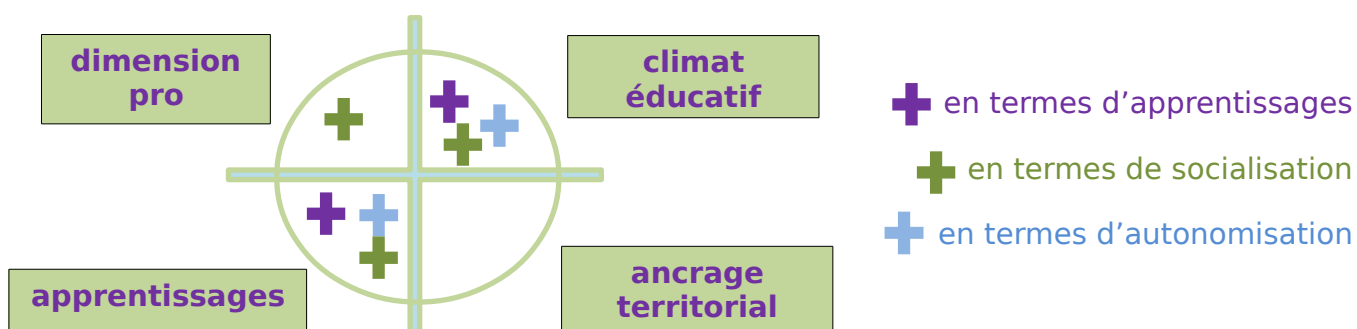 dimension
pro
climat
éducatif
en termes d’apprentissages
en termes de socialisation
en termes d’autonomisation
apprentissages
ancrage
territorial